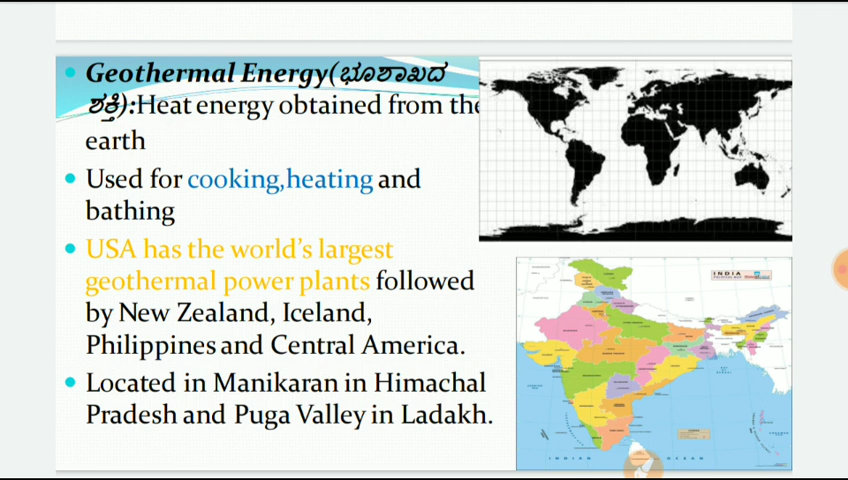 Geothermal Energy(ಭೂಶಾಖದ
ಶಕ್ತಿ):Heat energy obtained from the
earth
Used for cooking,heating and
bathing
USA has the world's largest
geothermal power plants followed
by New Zealand, Iceland,
Philippines and Central America.
Located in Manikaran in Himachal
Pradesh and Puga Valley in Ladakh.
INDIA